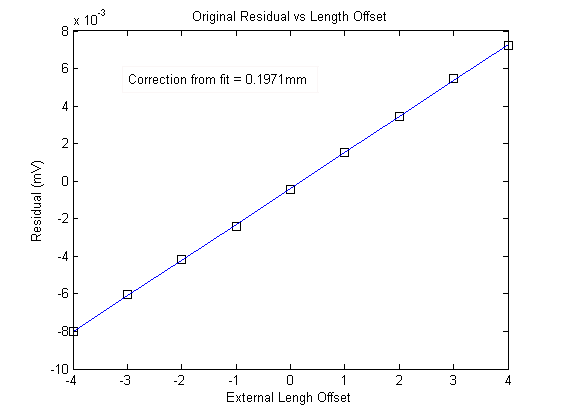 Original Residual vs Length Offset
x 10^-3
8
6
4
2
0
-2
-4
-6
-8
-10
Residual (mV)
Correction from fit = 0.1971mm
-4 -3 -2 -1 0 1 2 3 4
External Lengh Offset